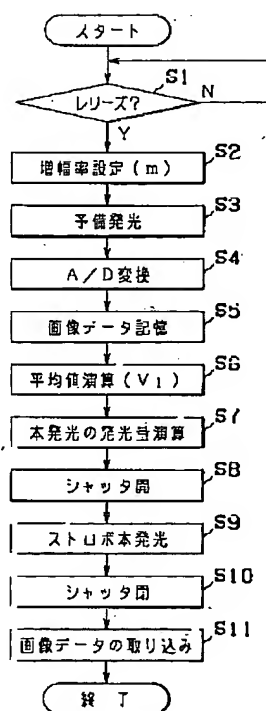 スタート
S1
レリーズ?
N
Y
S2
増幅率設定(m)
S3
予備発光
S4
A/D変換
S5
画像データ記憶
S6
平均値演算(V1)
S7
本発光の発光量演算
S8
シャッタ開
S9
ストロボ本発光
S10
シャッタ閉
S11
画像データの取り込み
終了